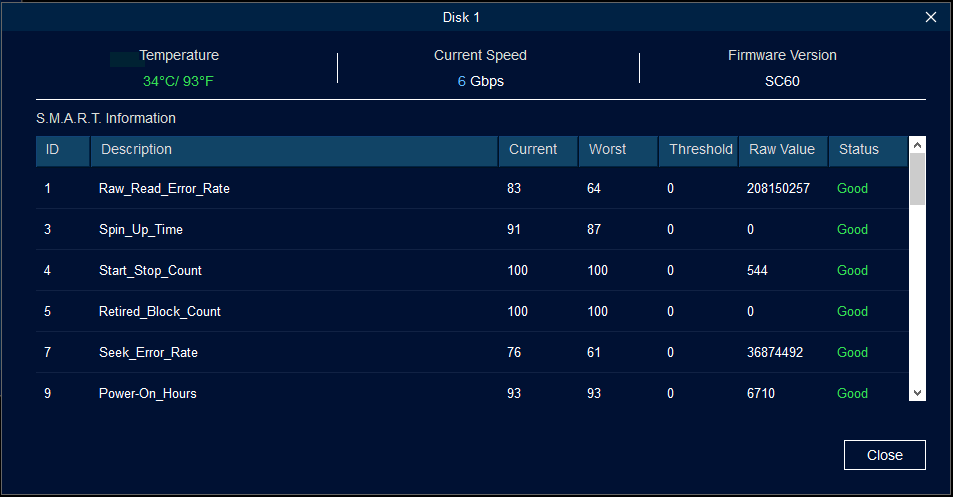 Disk 1
Temperature Current Speed Firmware Version
34°C/ 93°F 6 Gbps SC60
S.M.A.R.T. Information
ID Description Current Worst Threshold Raw Value Status
1 Raw_Read_Error_Rate 83 64 0 208150257 Good
3 Spin_Up_Time 91 87 0 0 Good
4 Start_Stop_Count 100 100 0 544 Good
5 Retired_Block_Count 100 100 0 0 Good
7 Seek_Error_Rate 76 61 0 36874492 Good
9 Power-On_Hours 93 93 0 6710 Good
Close